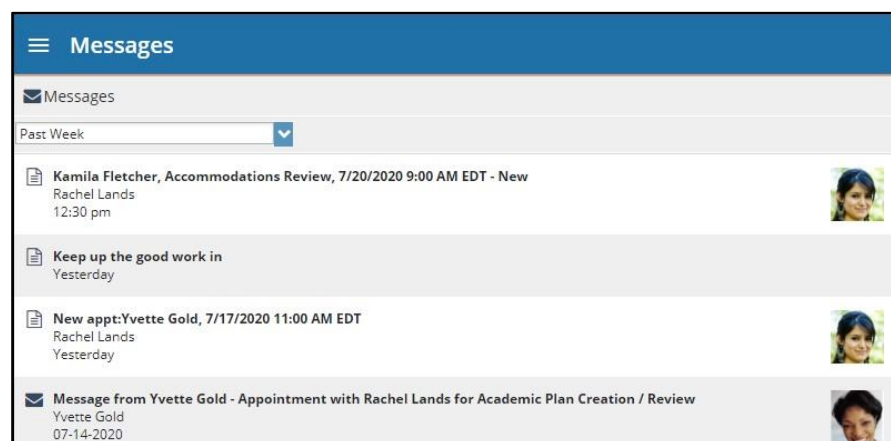 Messages
Messages
Past Week
Kamila Fletcher, Accommodations Review, 7/20/2020 9:00 AM EDT - New
Rachel Lands
12:30 pm
Keep up the good work in
Yesterday
New appt:Yvette Gold, 7/17/2020 11:00 AM EDT
Rachel Lands
Yesterday
Message from Yvette Gold - Appointment with Rachel Lands for Academic Plan Creation / Review
Yvette Gold
07-14-2020